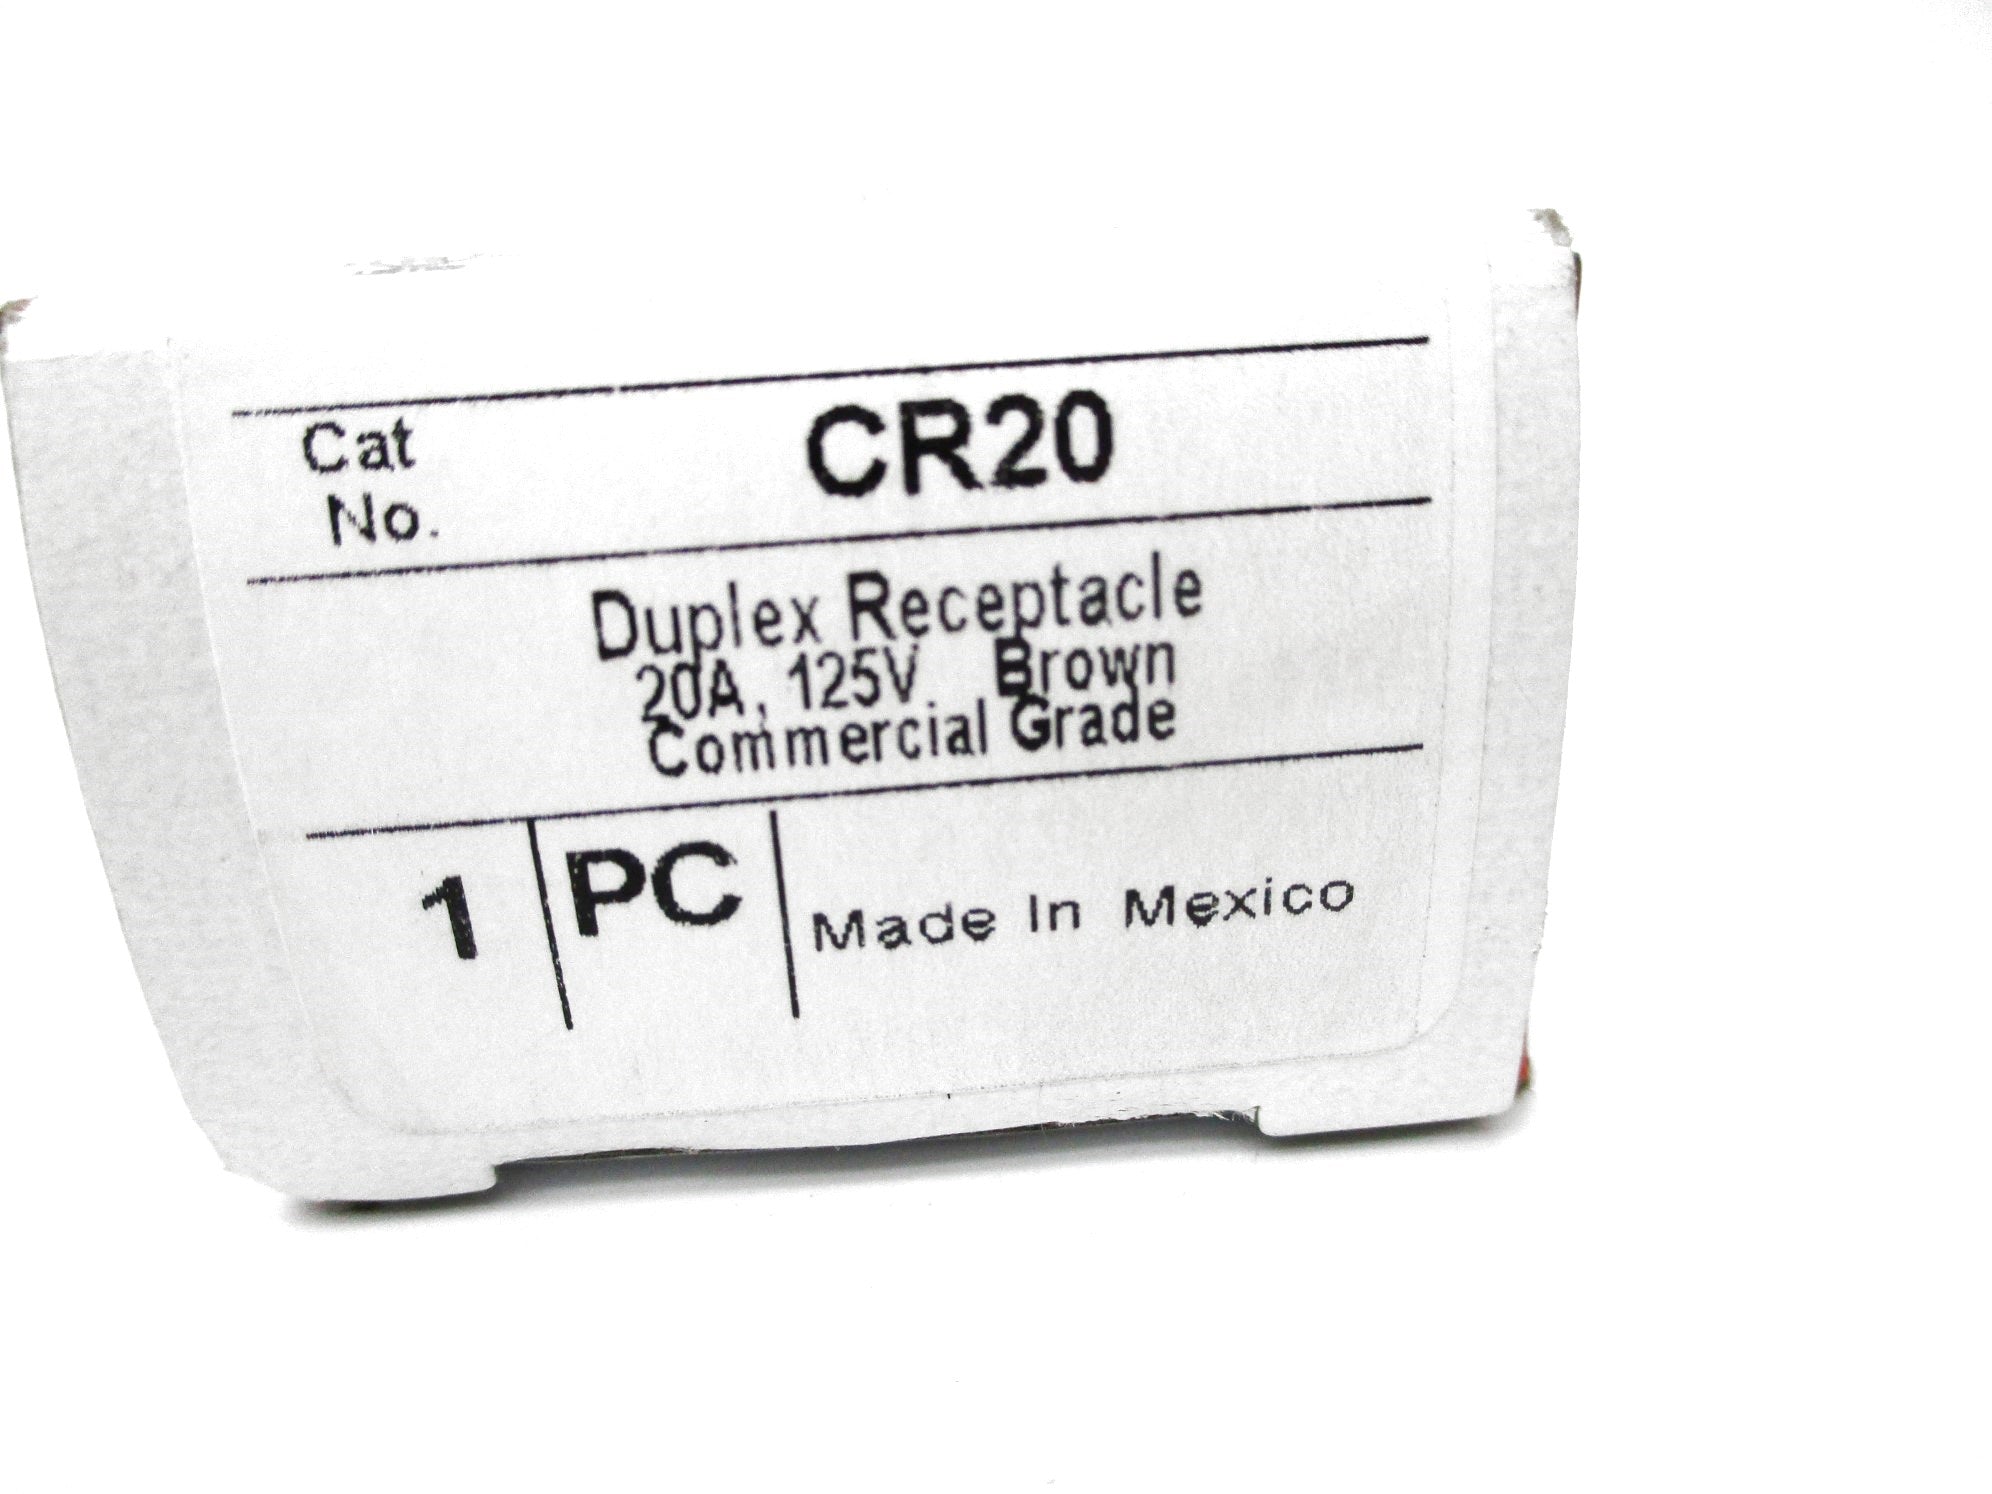 Cat
No.
CR20
Duplex Receptacle
20A, 125V Brown
Commercial Grade
1 PC Made In Mexico